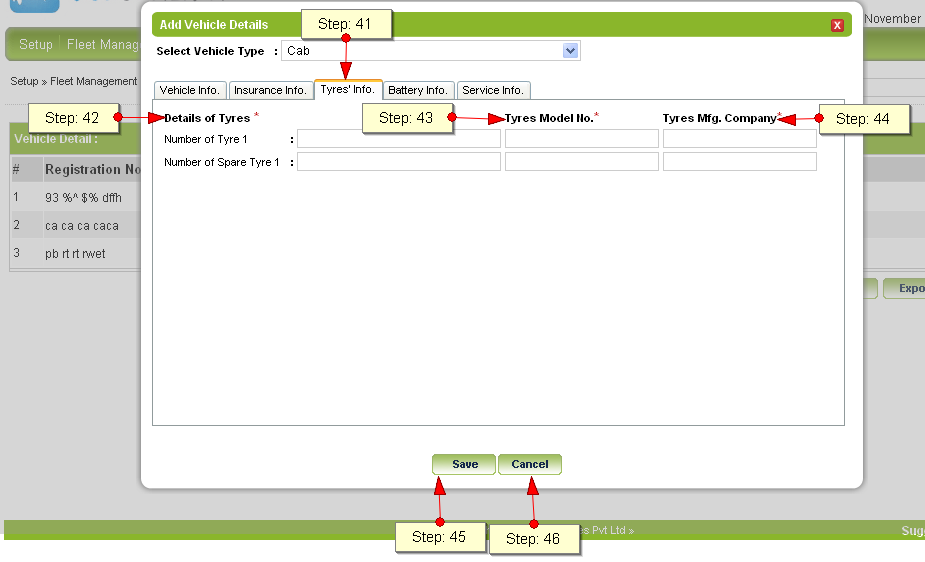 November
Add Vehicle Details
Step: 41
X
Setup Fleet Manag
Select Vehicle Type : Cab
Setup » Fleet Management
Vehicle Info. Insurance Info. Tyres' Info. Battery Info. Service Info.
Step: 42
Details of Tyres *
Step: 43
Tyres Model No.*
Tyres Mfg. Company*
Step: 44
Vehicle Detail :
Number of Tyre 1 :
Number of Spare Tyre 1 :
# Registration No
1 93 %^ $% dffh
2 ca ca ca caca
3 pb rt rt rwet
Expo
Save Cancel
s Pvt Ltd »
Sugg
Step: 45
Step: 46